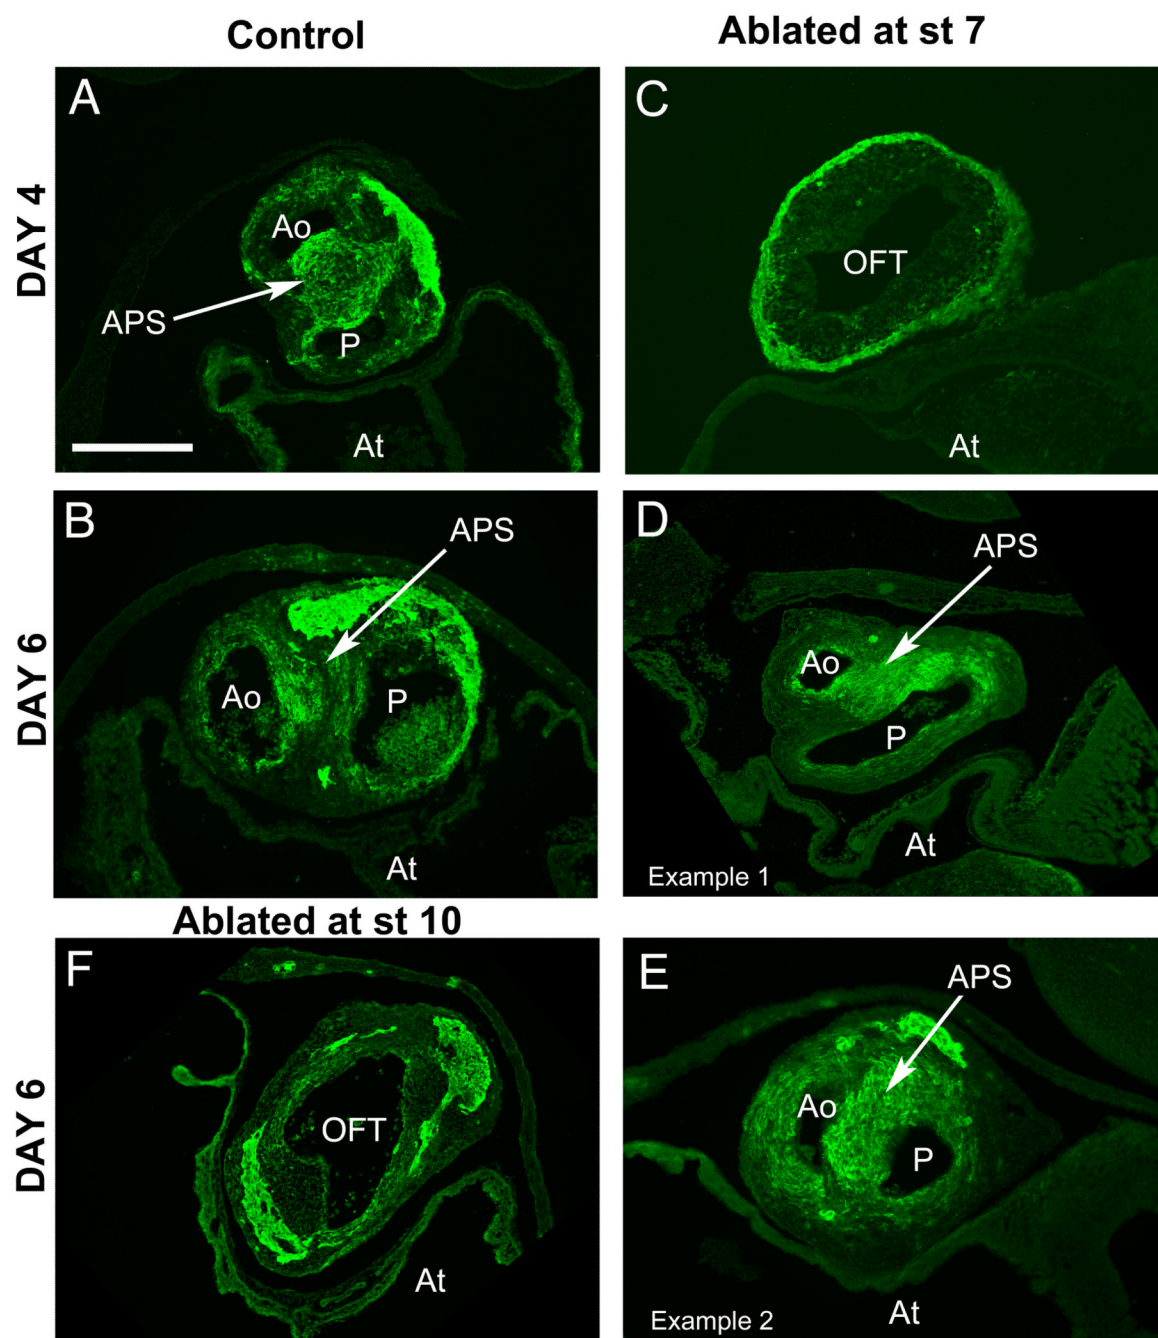 Control
Ablated at st 7
DAY 4
A
Ao
APS
P
At
C
OFT
At
DAY 6
B
APS
Ao
P
At
D
APS
Ao
P
At
Example 1
Ablated at st 10
DAY 6
F
OFT
At
E
APS
Ao
P
At
Example 2